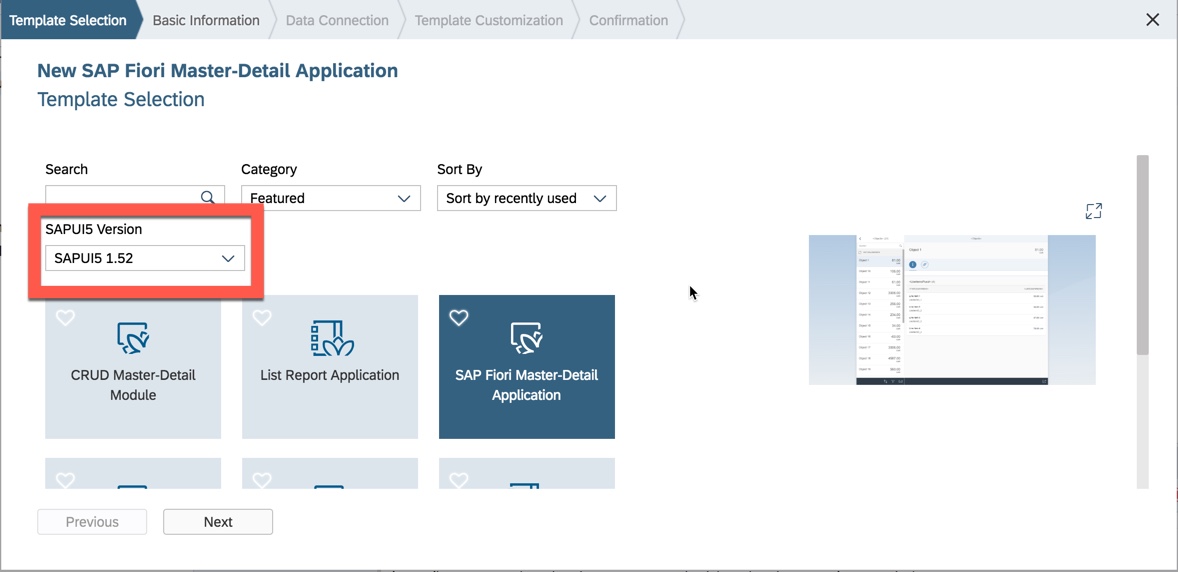 Template Selection
Basic Information
Data Connection
Template Customization
Confirmation
New SAP Fiori Master-Detail Application
Template Selection
Search
Category
Sort By
Featured
Sort by recently used
SAPUI5 Version
SAPUI5 1.52
CRUD Master-Detail
Module
List Report Application
SAP Fiori Master-Detail
Application
Previous
Next